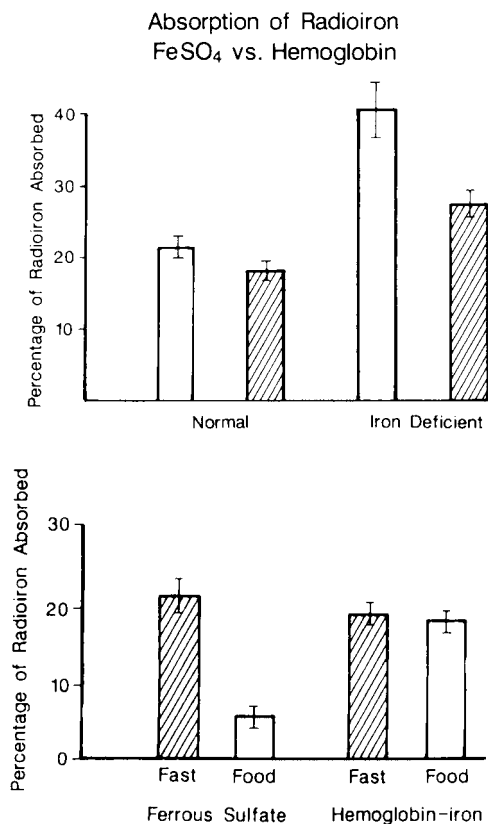 Absorption of Radioiron
FeSO4 vs. Hemoglobin
Percentage of Radioiron Absorbed
40
30
20
10
Normal Iron Deficient
Percentage of Radioiron Absorbed
30
20
10
0
Fast Food Fast Food
Ferrous Sulfate Hemoglobin-iron